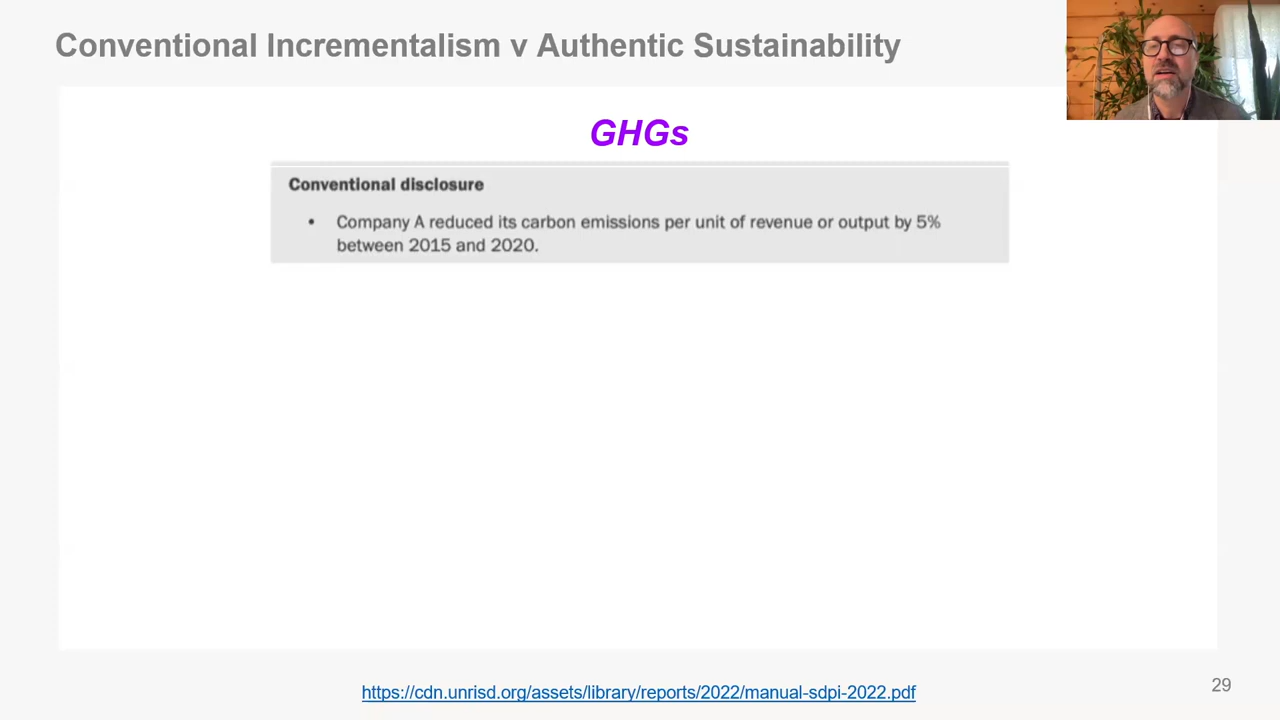 Conventional Incrementalism v Authentic Sustainability
GHGs
Conventional disclosure
• Company A reduced its carbon emissions per unit of revenue or output by 5%
between 2015 and 2020.
https://cdn.unrisd.org/assets/library/reports/2022/manual-sdpi-2022.pdf
29